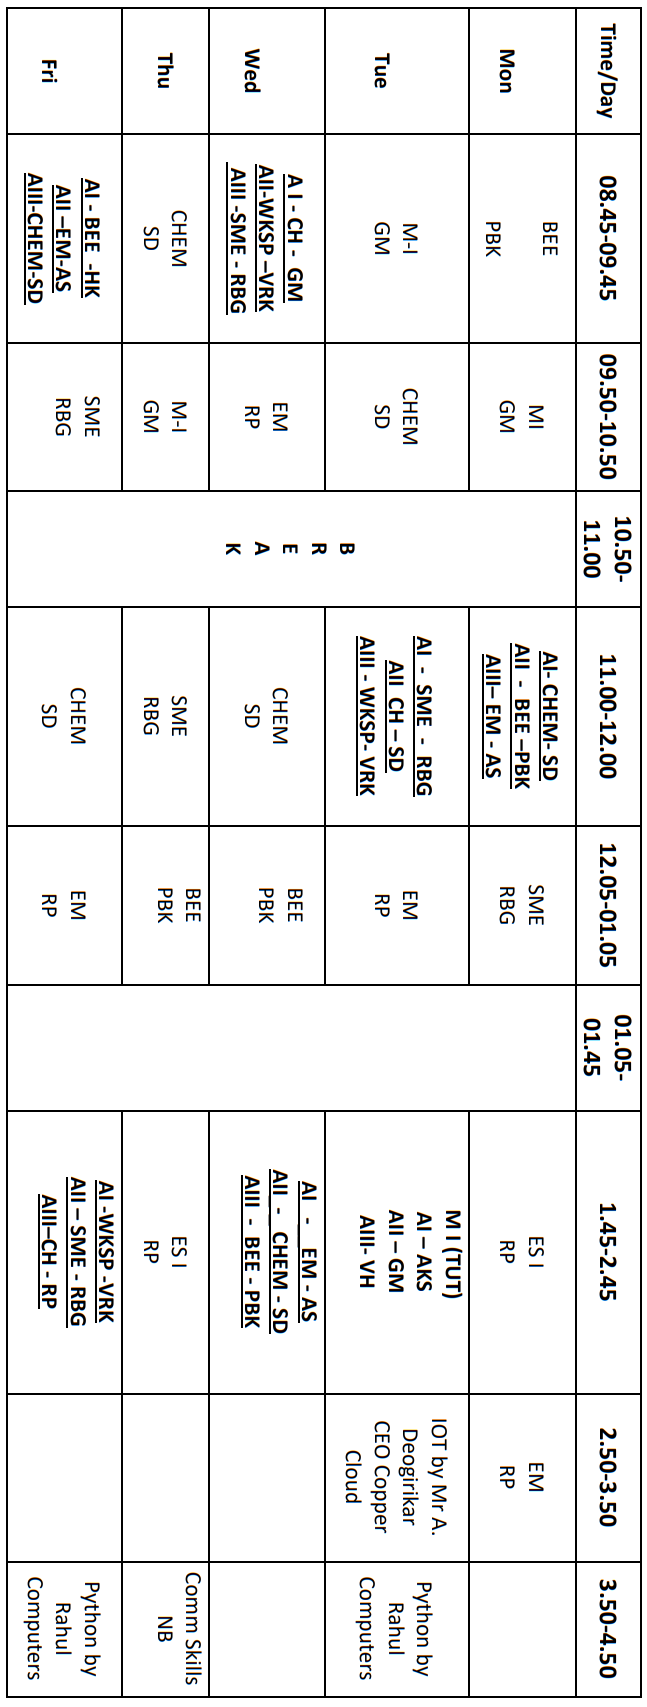 Time/Day
08.45-09.45
09.50-10.50
10.50-
11.00
11.00-12.00
12.05-01.05
01.05-
01.45
1.45-2.45
2.50-3.50
3.50-4.50
Mon
BEE
PBK
MI
GM
AI- CHEM- SD
AII - BEE –PBK
AIII– EM - AS
SME
RBG
ES I
RP
EM
RP
Tue
M-I
GM
CHEM
SD
AI - SME - RBG
AII CH – SD
AIII - WKSP- VRK
EM
RP
M I (TUT)
AI – AKS
AII – GM
AIII- VH
IOT by Mr A.
Deogirikar
CEO Copper
Cloud
Python by
Rahul
Computers
Wed
A I - CH - GM
AII-WKSP –VRK
AIII -SME - RBG
EM
RP
B
R
E
A
K
CHEM
SD
BEE
PBK
AI - EM - AS
AII - CHEM - SD
AIII - BEE - PBK
Thu
CHEM
SD
M-I
GM
SME
RBG
BEE
PBK
ES I
RP
Comm Skills
NB
Fri
AI - BEE -HK
AII –EM-AS
AIII-CHEM-SD
SME
RBG
CHEM
SD
EM
RP
AI -WKSP -VRK
AII – SME - RBG
AIII–CH - RP
Python by
Rahul
Computers